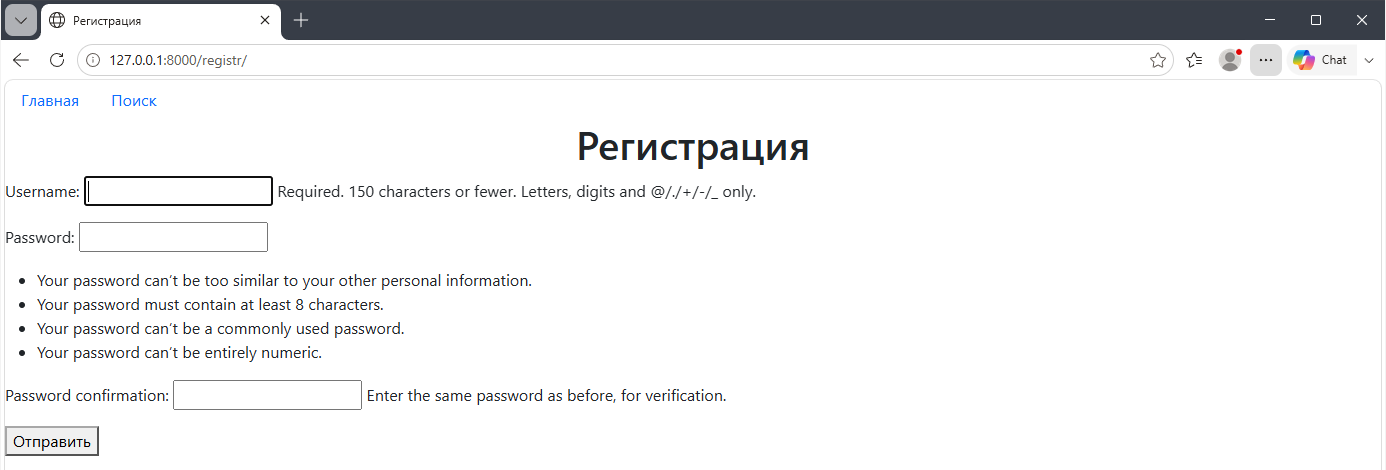 Регистрация
127.0.0.1:8000/registr/
Chat
Главная Поиск
Регистрация
Username: Required. 150 characters or fewer. Letters, digits and @/./+/-/_ only.
Password:
Your password can’t be too similar to your other personal information.
Your password must contain at least 8 characters.
Your password can’t be a commonly used password.
Your password can’t be entirely numeric.
Password confirmation: Enter the same password as before, for verification.
Отправить